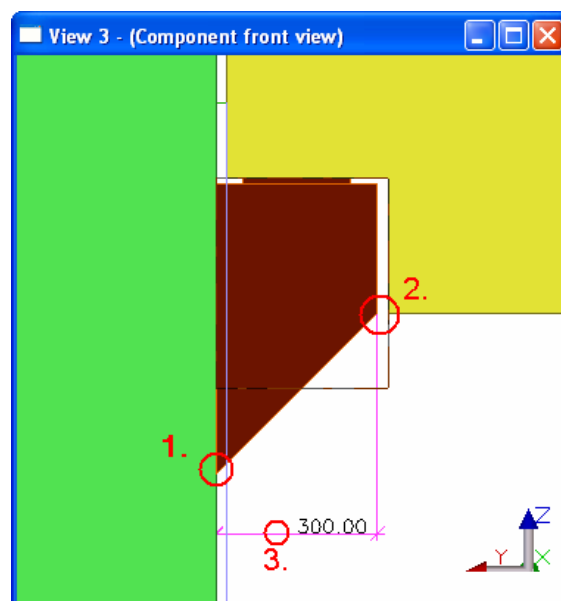 View 3 - (Component front view)
2.
1.
300.00
3.
Z
Y
X